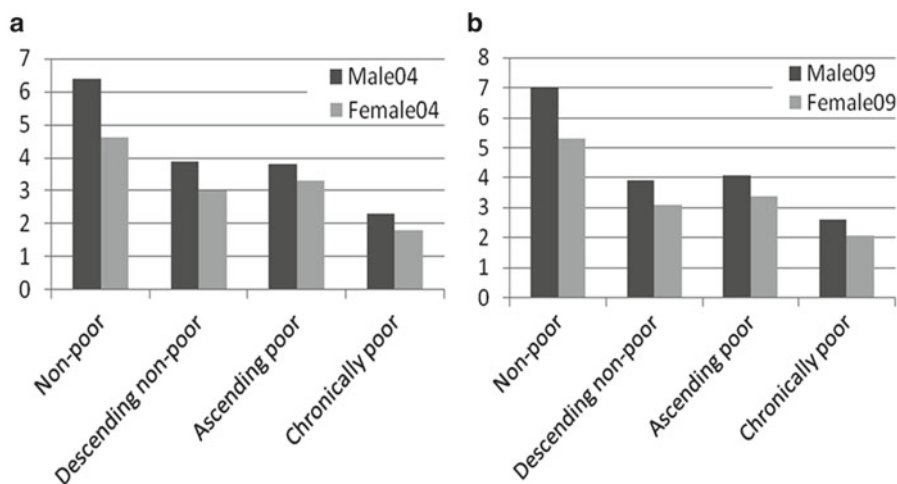 a
7
6
5
4
3
2
1
0
Male04
Female04
Non-poor
Descending non-poor
Ascending poor
Chronically poor
b
8
7
6
5
4
3
2
1
0
Male09
Female09
Non-poor
Descending non-poor
Ascending poor
Chronically poor